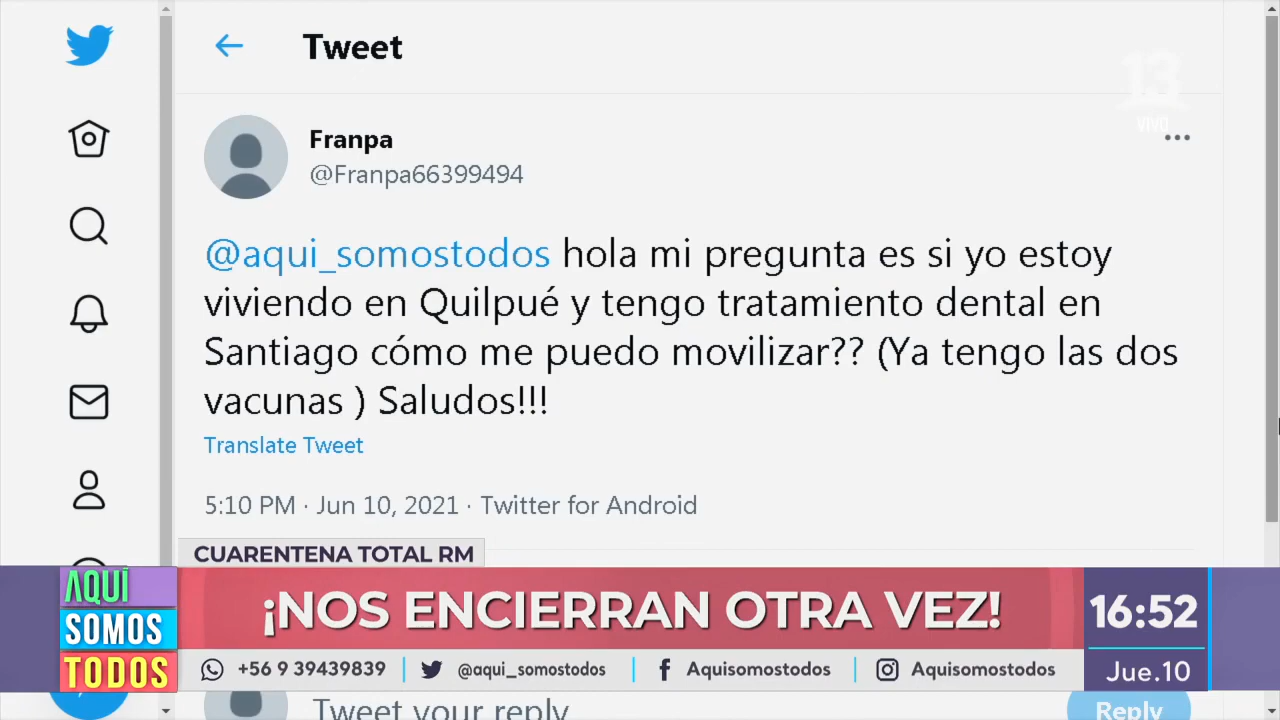 Tweet
13
VIVO
Franpa
@Franpa66399494
@aqui_somostodos hola mi pregunta es si yo estoy
viviendo en Quilpué y tengo tratamiento dental en
Santiago cómo me puedo movilizar?? (Ya tengo las dos
vacunas ) Saludos!!!
Translate Tweet
5:10 PM · Jun 10, 2021 · Twitter for Android
CUARENTENA TOTAL RM
AQUÍ
SOMOS
TODOS
¡NOS ENCIERRAN OTRA VEZ!
16:52
+56 9 39439839
@aqui_somostodos
Aquisomostodos
Aquisomostodos
Jue.10
Tweet your reply
Reply